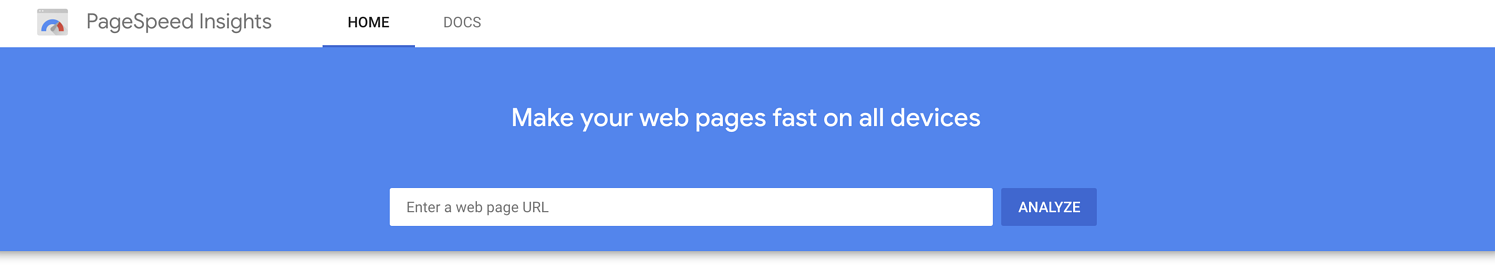 PageSpeed Insights HOME DOCS
Make your web pages fast on all devices
Enter a web page URL ANALYZE